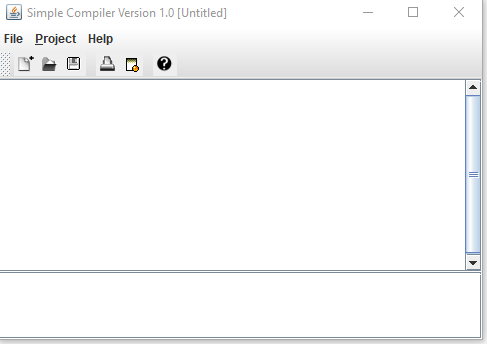 Simple Compiler Version 1.0 [Untitled]
File Project Help